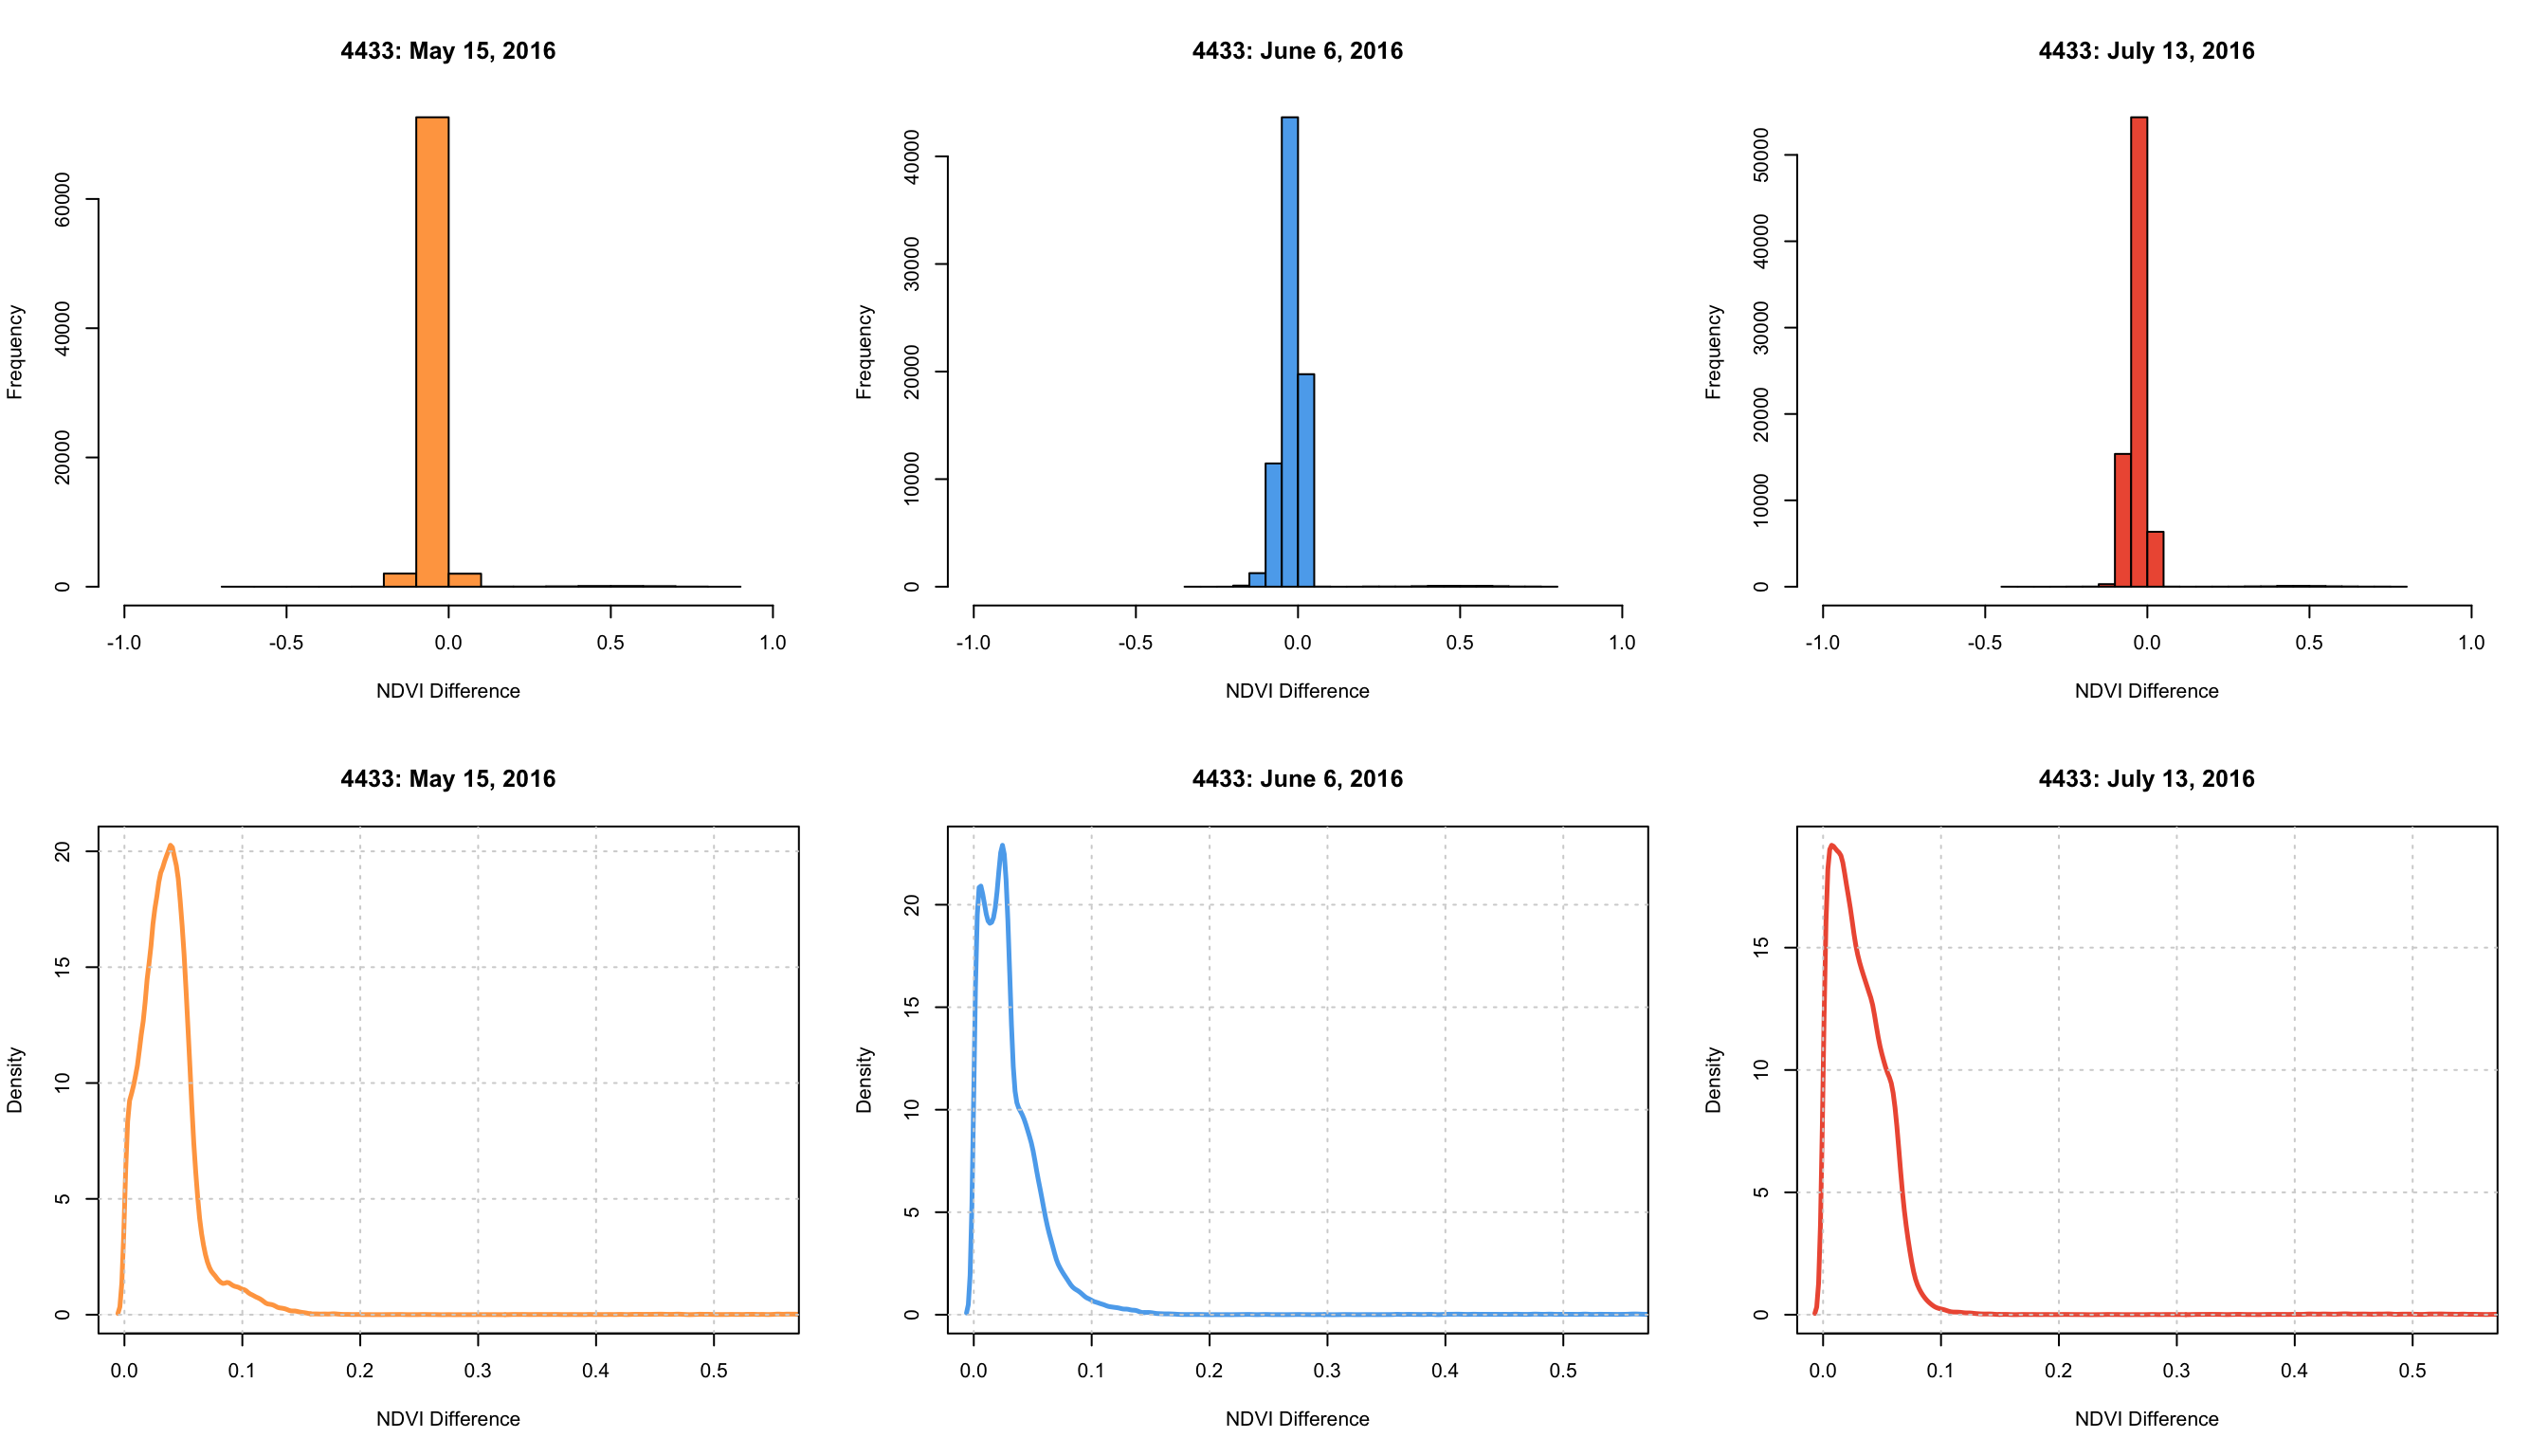 4433: May 15, 2016
4433: June 6, 2016
4433: July 13, 2016
Frequency
0
20000
40000
60000
-1.0 -0.5 0.0 0.5 1.0
NDVI Difference
Frequency
0
10000
20000
30000
40000
-1.0 -0.5 0.0 0.5 1.0
NDVI Difference
Frequency
0
10000
20000
30000
40000
50000
-1.0 -0.5 0.0 0.5 1.0
NDVI Difference
4433: May 15, 2016
4433: June 6, 2016
4433: July 13, 2016
Density
0
5
10
15
20
0.0 0.1 0.2 0.3 0.4 0.5
NDVI Difference
Density
0
5
10
15
20
0.0 0.1 0.2 0.3 0.4 0.5
NDVI Difference
Density
0
5
10
15
0.0 0.1 0.2 0.3 0.4 0.5
NDVI Difference